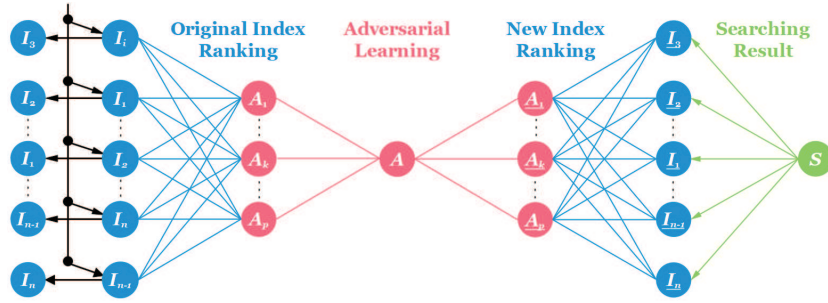 Original Index
Ranking
Adversarial
Learning
New Index
Ranking
Searching
Result
I3 Ii I3
I2 I1 A1 A1 I2
I1 I2 Ak A Ak I1 S
In-1 In Ap Ap In-1
In In-1 In